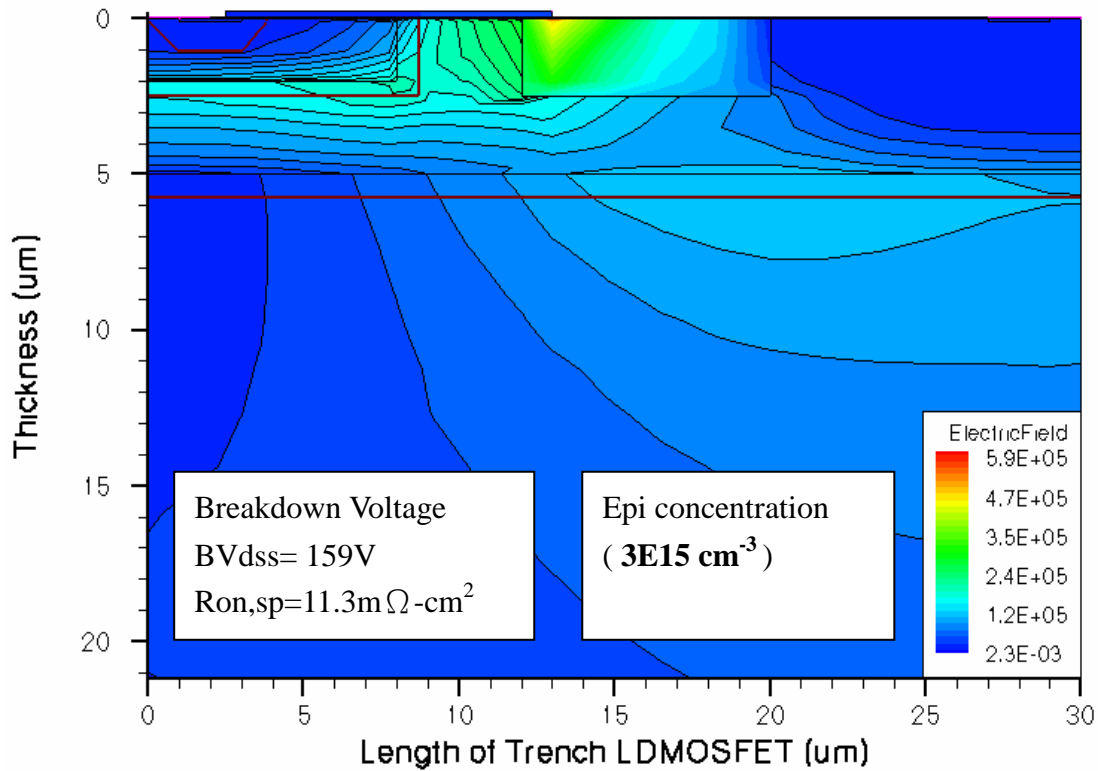 0
5
10
15
20
Thickness (um)
Breakdown Voltage
BVdss= 159V
Ron,sp=11.3mΩ-cm²
Epi concentration
( 3E15 cm⁻³ )
ElectricField
5.9E+05
4.7E+05
3.5E+05
2.4E+05
1.2E+05
2.3E-03
0 5 10 15 20 25 30
Length of Trench LDMOSFET (um)